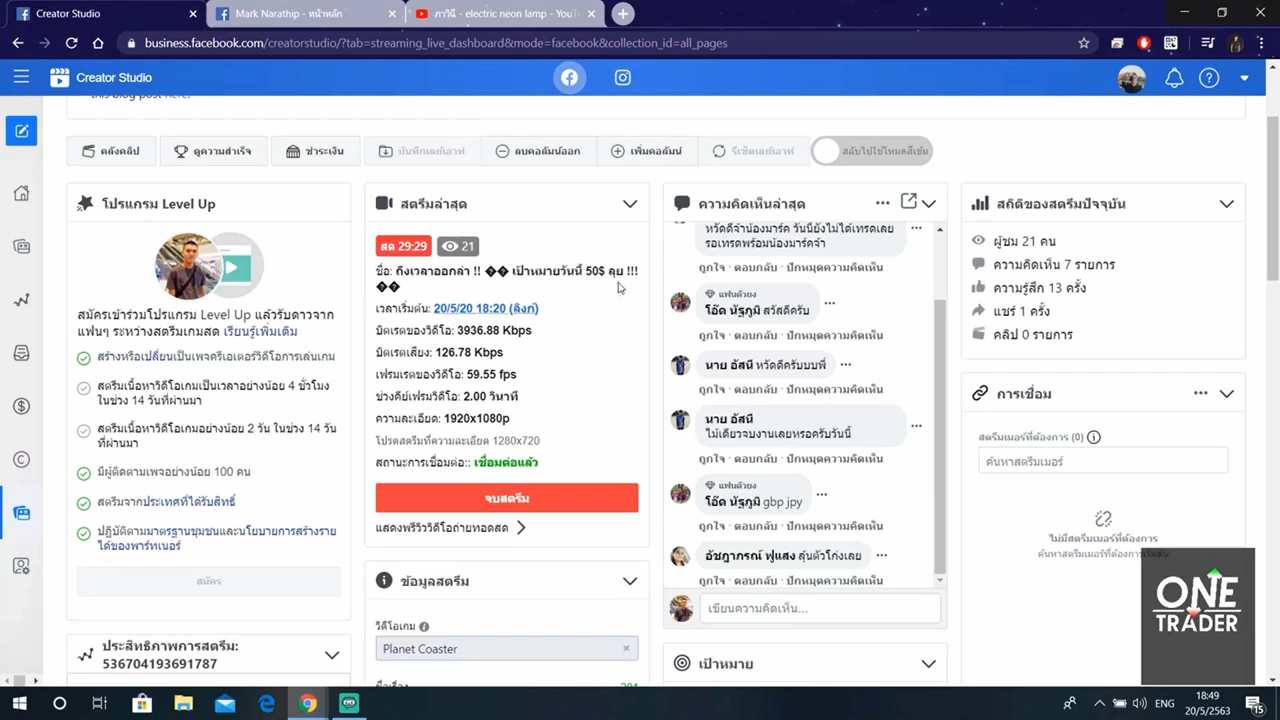 Creator Studio
Mark Narathip - หน้าหลัก
ภาวินี - electric neon lamp - YouT
business.facebook.com/creatorstudio/?tab=streaming_live_dashboard&mode=facebook&collection_id=all_pages
Creator Studio
this blog post here.
คลังคลิป
ดูความสำเร็จ
ชำระเงิน
บันทึกเลย์เอาท์
ลบคอลัมน์ออก
เพิ่มคอลัมน์
รีเซ็ตเลย์เอาท์
สลับไปใช้โหมดสีเข้ม
โปรแกรม Level Up
สมัครเข้าร่วมโปรแกรม Level Up แล้วรับดาวจาก
แฟนๆ ระหว่างสตรีมเกมสด เรียนรู้เพิ่มเติม
สร้างหรือเปลี่ยนเป็นเพจครีเอเตอร์วิดีโอการเล่นเกม
สตรีมเนื้อหาวิดีโอเกมเป็นเวลาอย่างน้อย 4 ชั่วโมง
ในช่วง 14 วันที่ผ่านมา
สตรีมเนื้อหาวิดีโอเกมอย่างน้อย 2 วัน ในช่วง 14 วัน
ที่ผ่านมา
มีผู้ติดตามเพจอย่างน้อย 100 คน
สตรีมจากประเทศที่ได้รับสิทธิ์
ปฏิบัติตามมาตรฐานชุมชนและนโยบายการสร้างราย
ได้ของพาร์ทเนอร์
สมัคร
ประสิทธิภาพการสตรีม:
536704193691787
สตรีมล่าสุด
สด 29:29
21
ชื่อ: ถึงเวลาออกล่า !! �� เป้าหมายวันนี้ 50$ ลุย !!!
��
เวลาเริ่มต้น: 20/5/20 18:20 (ลิงก์)
บิตเรตของวิดีโอ: 3936.88 Kbps
บิตเรตเสียง: 126.78 Kbps
เฟรมเรตของวิดีโอ: 59.55 fps
ช่วงคีย์เฟรมวิดีโอ: 2.00 วินาที
ความละเอียด: 1920x1080p
โปรดสตรีมที่ความละเอียด 1280x720
สถานะการเชื่อมต่อ:: เชื่อมต่อแล้ว
จบสตรีม
แสดงพรีวิววิดีโอถ่ายทอดสด
ข้อมูลสตรีม
วิดีโอเกม
Planet Coaster
ความคิดเห็นล่าสุด
หวัดดีจ้าน้องมาร์ค วันนี้ยังไม่ได้เทรดเลย
รอเทรดพร้อมน้องมาร์คจ้า
ถูกใจ · ตอบกลับ · ปักหมุดความคิดเห็น
แฟนตัวยง
โอ๊ต นัฐภูมิ สวัสดีครับ
ถูกใจ · ตอบกลับ · ปักหมุดความคิดเห็น
นาย อัสนี หวัดดีครับบบพี่
ถูกใจ · ตอบกลับ · ปักหมุดความคิดเห็น
นาย อัสนี
ไม้เดียวจบงานเลยหรอครับวันนี้
ถูกใจ · ตอบกลับ · ปักหมุดความคิดเห็น
แฟนตัวยง
โอ๊ต นัฐภูมิ gbp jpy
ถูกใจ · ตอบกลับ · ปักหมุดความคิดเห็น
อัชฎาภรณ์ ฟูแสง ลุ่นตัวโก่งเลย
ถูกใจ · ตอบกลับ · ปักหมุดความคิดเห็น
เขียนความคิดเห็น...
เป้าหมาย
สถิติของสตรีมปัจจุบัน
ผู้ชม 21 คน
ความคิดเห็น 7 รายการ
ความรู้สึก 13 ครั้ง
แชร์ 1 ครั้ง
คลิป 0 รายการ
การเชื่อม
สตรีมเมอร์ที่ต้องการ (0)
ค้นหาสตรีมเมอร์
ไม่มีสตรีมเมอร์ที่ต้องการ
ONE
TRADER
ENG
18:49
20/5/2563
15